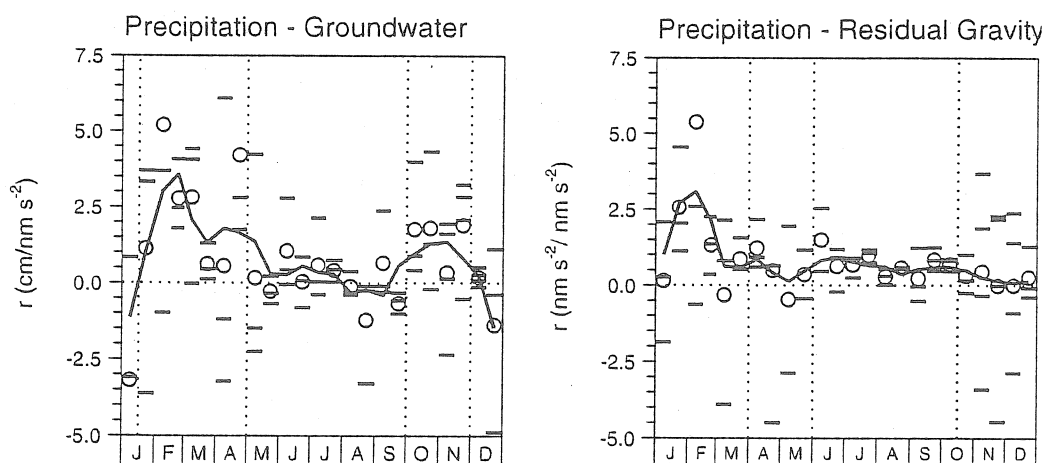 Precipitation - Groundwater
7.5
5.0
2.5
0.0
-2.5
-5.0
r (cm/nm s⁻²)
J F M A M J J A S O N D
Precipitation - Residual Gravity
7.5
5.0
2.5
0.0
-2.5
-5.0
r (nm s⁻²/ nm s⁻²)
J F M A M J J A S O N D